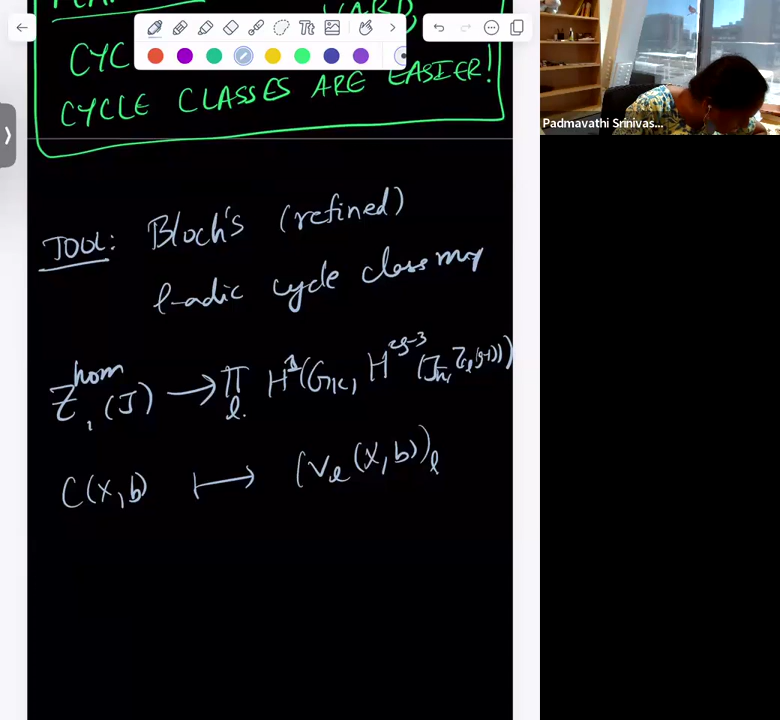 CYC
CYCLE CLASSES ARE EASIER!
TOOL: Bloch's (refined)
l-adic cycle class map
Z₁^hom (J) → ∏_l H¹(G_K, H^{2g-3}(J_K̄, Z_l(g-1)))
C(X,b) ↦ (ν_l(X,b))_l
Padmavathi Srinivas...